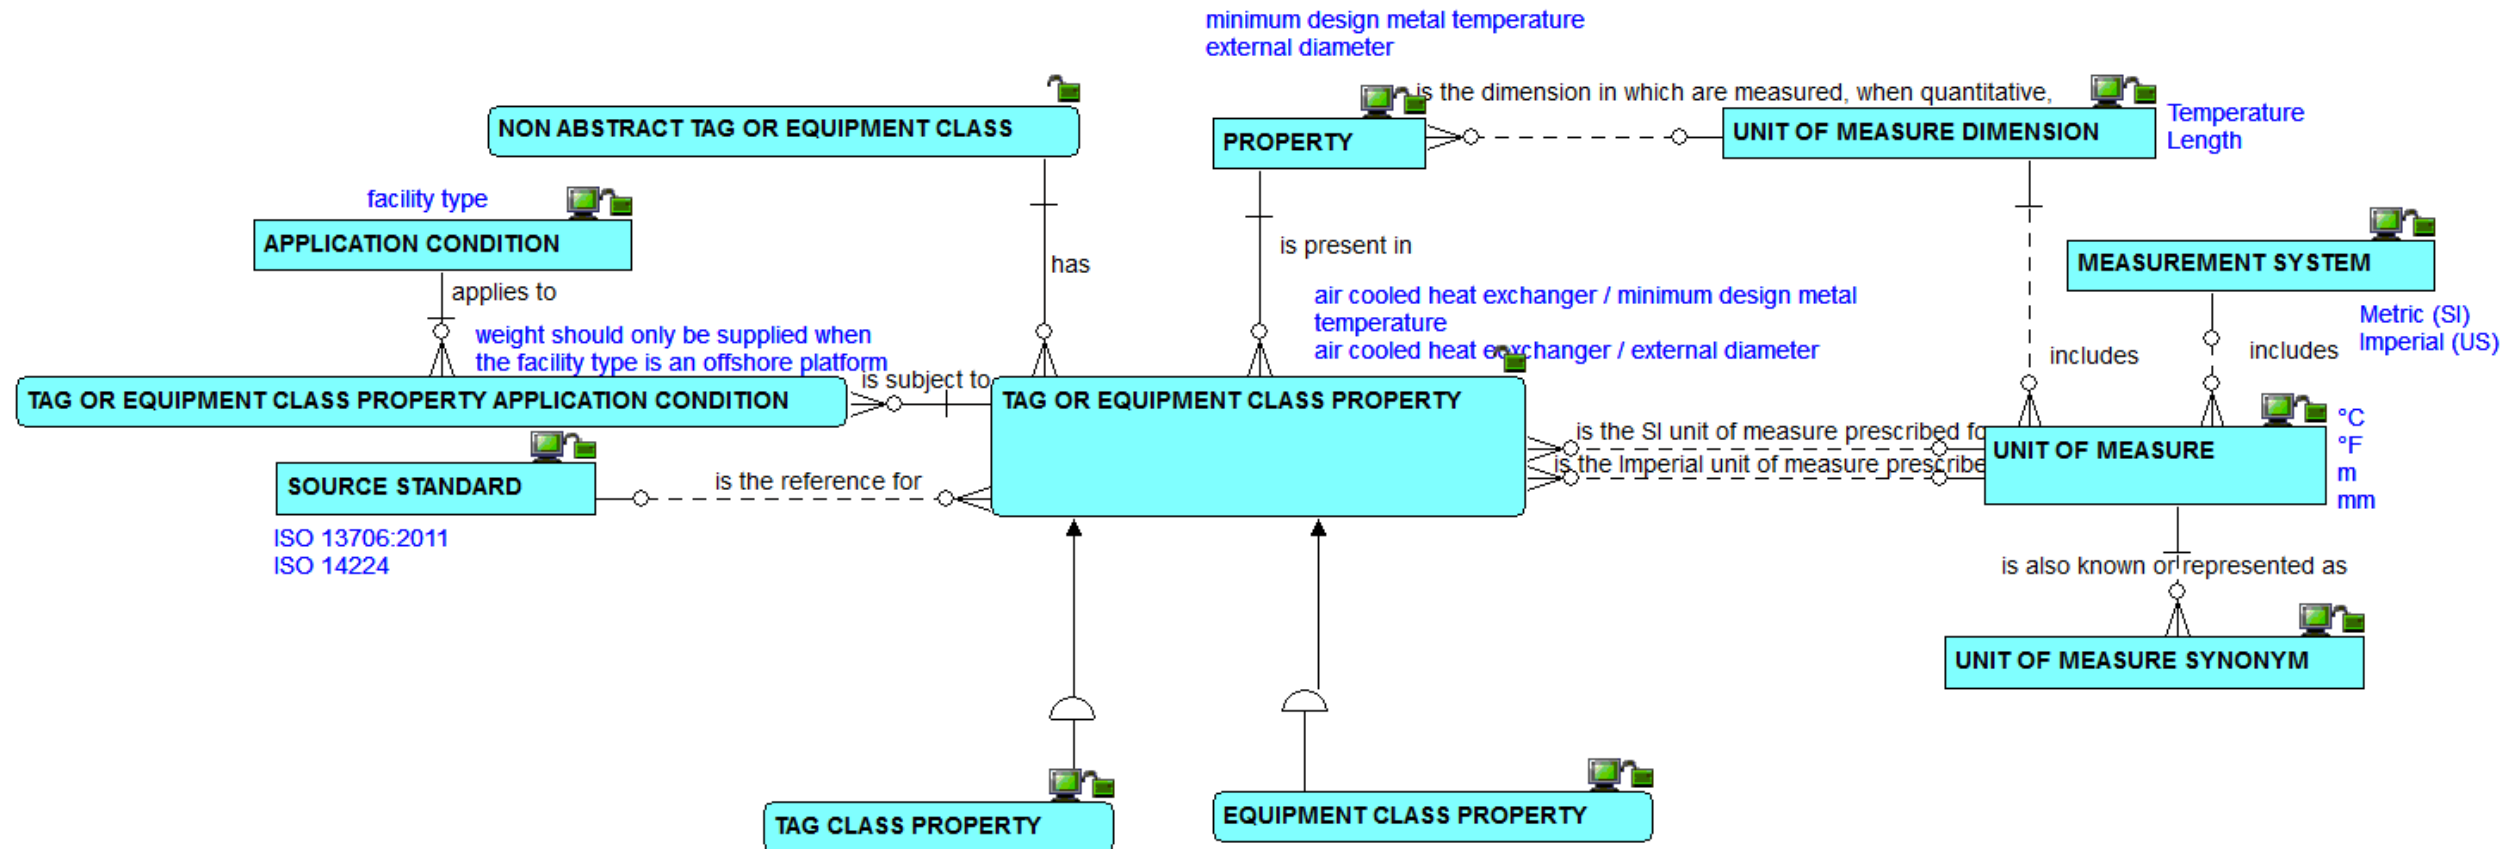 minimum design metal temperature
external diameter
is the dimension in which are measured, when quantitative,
NON ABSTRACT TAG OR EQUIPMENT CLASS
PROPERTY
UNIT OF MEASURE DIMENSION
Temperature
Length
facility type
APPLICATION CONDITION
applies to
has
is present in
MEASUREMENT SYSTEM
Metric (SI)
Imperial (US)
includes
includes
weight should only be supplied when
the facility type is an offshore platform
air cooled heat exchanger / minimum design metal
temperature
air cooled heat exchanger / external diameter
TAG OR EQUIPMENT CLASS PROPERTY APPLICATION CONDITION
is subject to
TAG OR EQUIPMENT CLASS PROPERTY
is the SI unit of measure prescribed fo
is the Imperial unit of measure prescribe
UNIT OF MEASURE
°C
°F
m
mm
SOURCE STANDARD
is the reference for
ISO 13706:2011
ISO 14224
is also known or represented as
UNIT OF MEASURE SYNONYM
TAG CLASS PROPERTY
EQUIPMENT CLASS PROPERTY